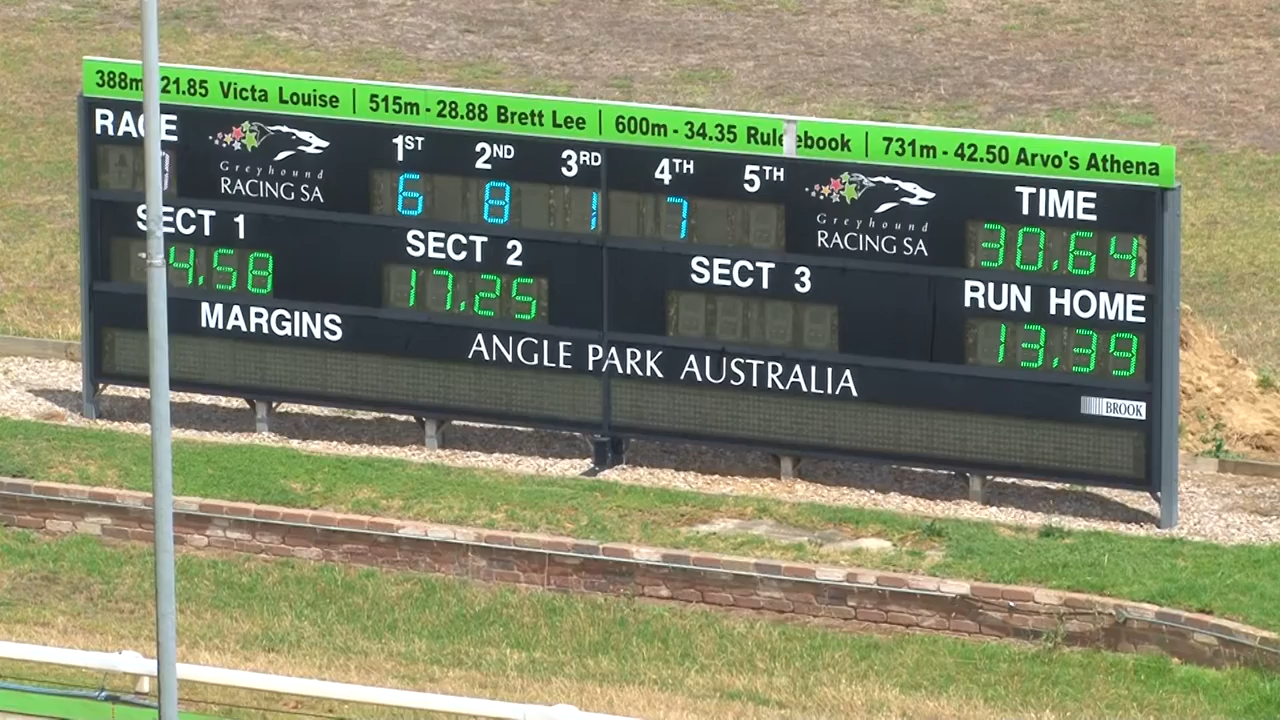 388m 21.85 Victa Louise | 515m - 28.88 Brett Lee | 600m - 34.35 Rulebook | 731m - 42.50 Arvo's Athena
RACE
Greyhound
RACING SA
1ST 2ND 3RD 4TH 5TH
6 8 1 7
Greyhound
RACING SA
TIME
30.64
SECT 1
4.58
SECT 2
17.25
SECT 3
RUN HOME
13.39
MARGINS
ANGLE PARK AUSTRALIA
BROOK